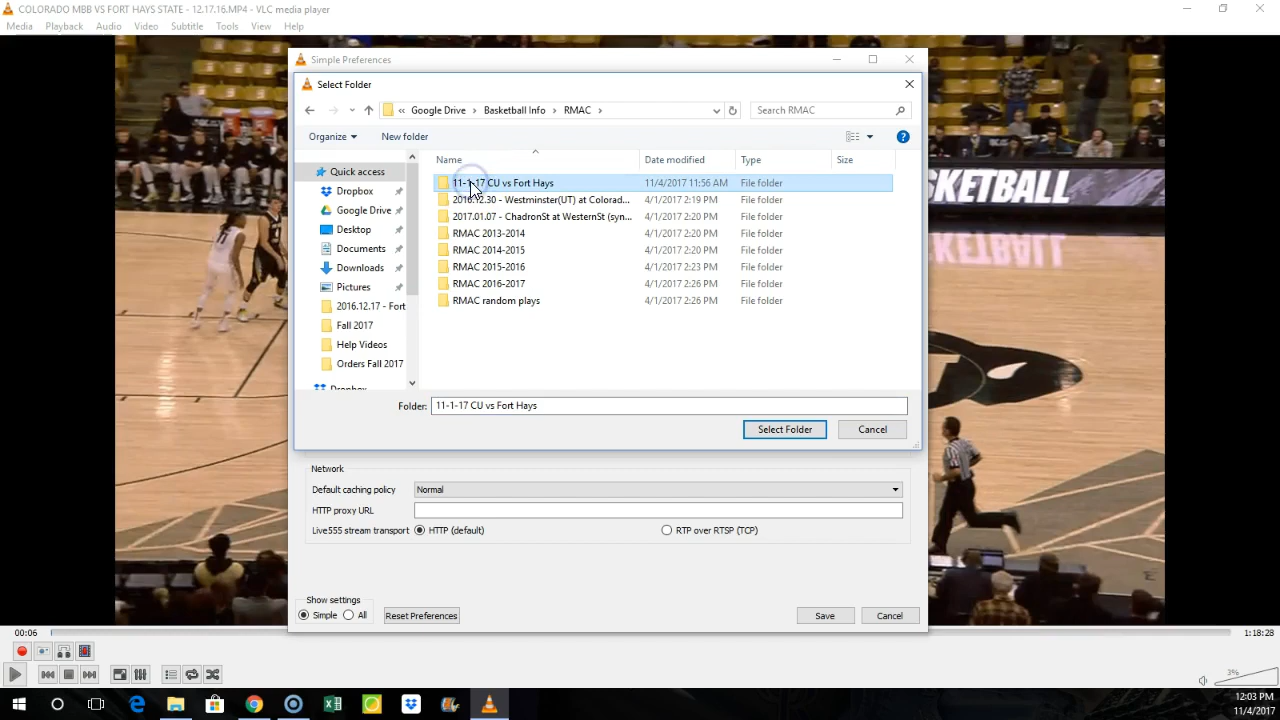 COLORADO MBB VS FORT HAYS STATE - 12.17.16.MP4 - VLC media player
Media Playback Audio Video Subtitle Tools View Help
Simple Preferences
Select Folder
« Google Drive > Basketball Info > RMAC >
Search RMAC
Organize New folder
Name Date modified Type Size
Quick access
Dropbox
Google Drive
Desktop
Documents
Downloads
Pictures
2016.12.17 - Fort
Fall 2017
Help Videos
Orders Fall 2017
Dropbox
11-1-17 CU vs Fort Hays 11/4/2017 11:56 AM File folder
2016.12.30 - Westminster(UT) at Colorad... 4/1/2017 2:19 PM File folder
2017.01.07 - ChadronSt at WesternSt (syn... 4/1/2017 2:20 PM File folder
RMAC 2013-2014 4/1/2017 2:20 PM File folder
RMAC 2014-2015 4/1/2017 2:20 PM File folder
RMAC 2015-2016 4/1/2017 2:23 PM File folder
RMAC 2016-2017 4/1/2017 2:26 PM File folder
RMAC random plays 4/1/2017 2:26 PM File folder
Folder: 11-1-17 CU vs Fort Hays
Select Folder Cancel
KETBALL
Network
Default caching policy Normal
HTTP proxy URL
Live555 stream transport HTTP (default) RTP over RTSP (TCP)
Show settings
Simple All Reset Preferences Save Cancel
00:06 1:18:28
3%
12:03 PM
11/4/2017